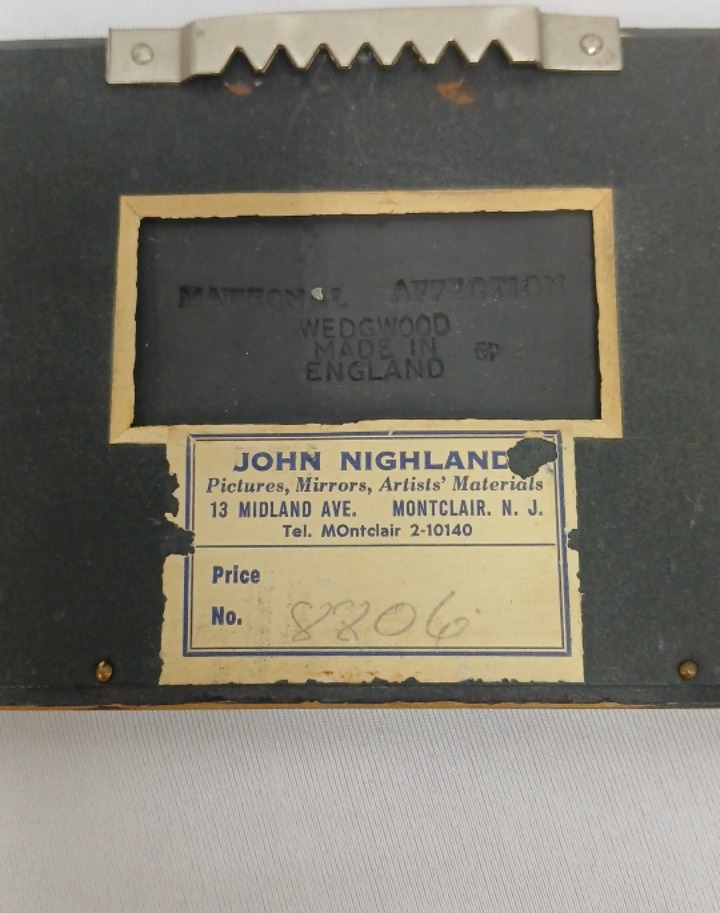 MATERNAL AFFECTION
WEDGWOOD
MADE IN
ENGLAND
JOHN NIGHLAND
Pictures, Mirrors, Artists' Materials
13 MIDLAND AVE. MONTCLAIR. N. J.
Tel. MOntclair 2-10140
Price
No. 8806